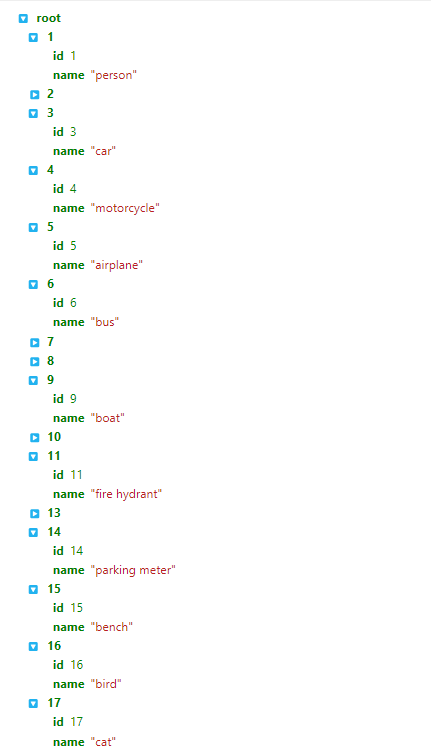 root
1
id 1
name "person"
2
3
id 3
name "car"
4
id 4
name "motorcycle"
5
id 5
name "airplane"
6
id 6
name "bus"
7
8
9
id 9
name "boat"
10
11
id 11
name "fire hydrant"
13
14
id 14
name "parking meter"
15
id 15
name "bench"
16
id 16
name "bird"
17
id 17
name "cat"